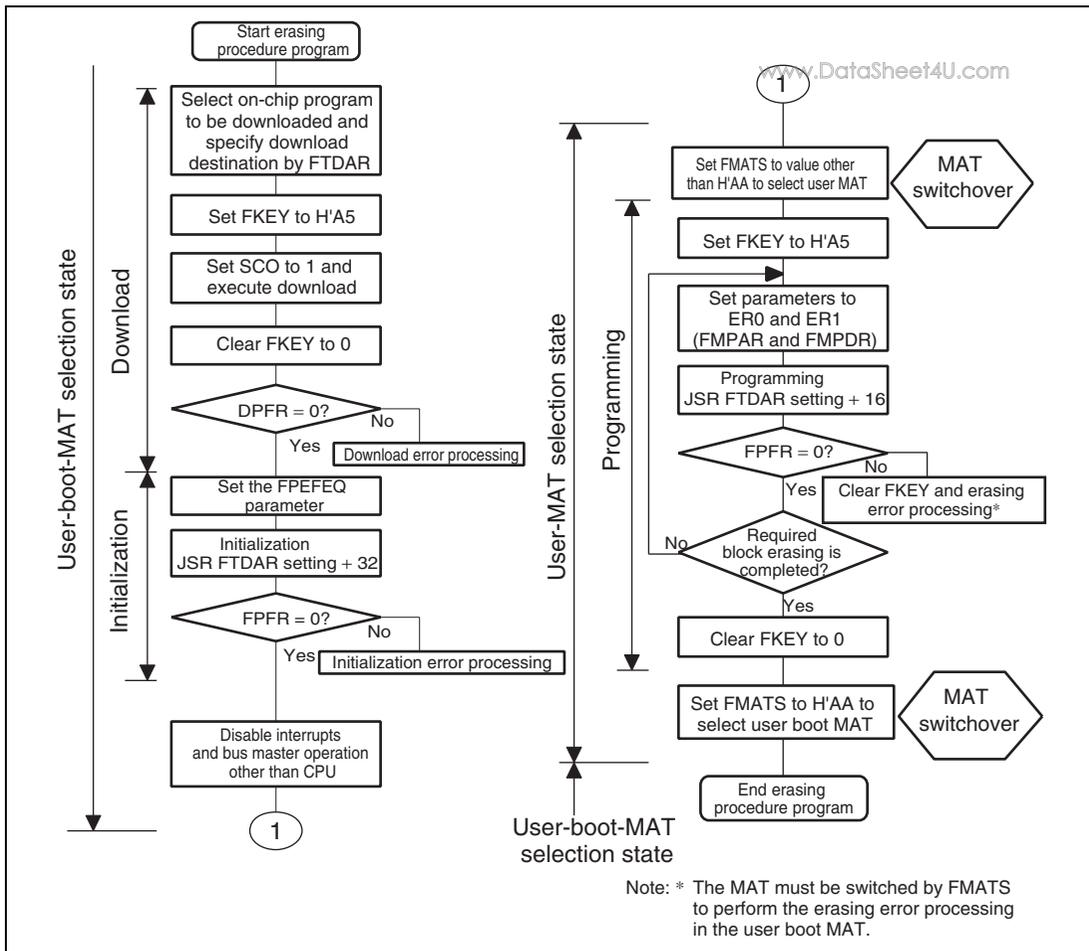 Start erasing
procedure program
Select on-chip program
to be downloaded and
specify download
destination by FTDAR
Set FKEY to H'A5
Set SCO to 1 and
execute download
Clear FKEY to 0
DPFR = 0?
No
Yes
Download error processing
Set the FPEFEQ
parameter
Initialization
JSR FTDAR setting + 32
FPFR = 0?
No
Yes
Initialization error processing
Disable interrupts
and bus master operation
other than CPU
1
User-boot-MAT selection state
Download
Initialization
www.DataSheet4U.com
1
Set FMATS to value other
than H'AA to select user MAT
MAT
switchover
Set FKEY to H'A5
Set parameters to
ER0 and ER1
(FMPAR and FMPDR)
Programming
JSR FTDAR setting + 16
FPFR = 0?
No
Yes
Clear FKEY and erasing
error processing*
Required
block erasing is
completed?
No
Yes
Clear FKEY to 0
Set FMATS to H'AA to
select user boot MAT
MAT
switchover
End erasing
procedure program
User-MAT selection state
Programming
User-boot-MAT
selection state
Note: * The MAT must be switched by FMATS
to perform the erasing error processing
in the user boot MAT.